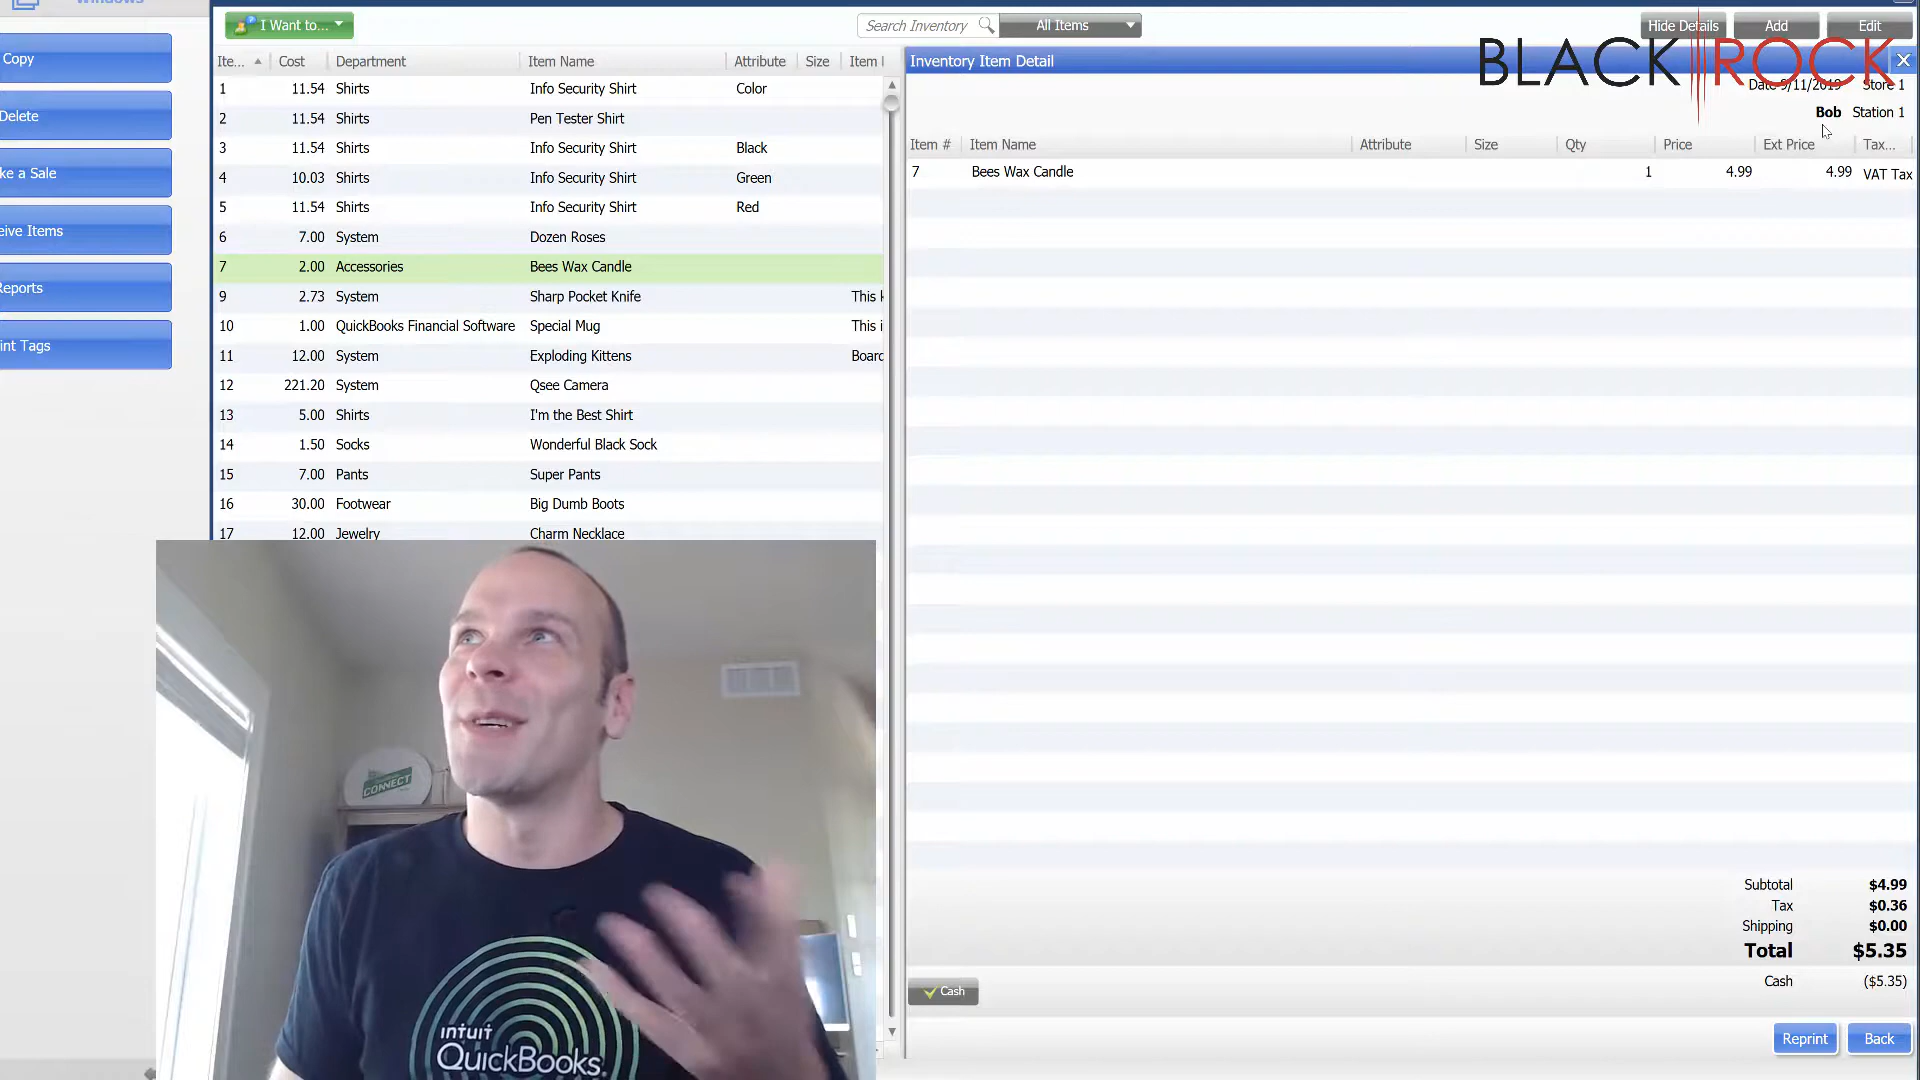 windows
I Want to...
Search Inventory
All Items
Hide Details
Add
Edit
BLACK ROCK
Copy
Delete
ke a Sale
eive Items
Reports
int Tags
Ite... Cost Department Item Name Attribute Size Item
1 11.54 Shirts Info Security Shirt Color
2 11.54 Shirts Pen Tester Shirt
3 11.54 Shirts Info Security Shirt Black
4 10.03 Shirts Info Security Shirt Green
5 11.54 Shirts Info Security Shirt Red
6 7.00 System Dozen Roses
7 2.00 Accessories Bees Wax Candle
9 2.73 System Sharp Pocket Knife This k
10 1.00 QuickBooks Financial Software Special Mug This i
11 12.00 System Exploding Kittens Board
12 221.20 System Qsee Camera
13 5.00 Shirts I'm the Best Shirt
14 1.50 Socks Wonderful Black Sock
15 7.00 Pants Super Pants
16 30.00 Footwear Big Dumb Boots
17 12.00 Jewelry Charm Necklace
Inventory Item Detail
Date 9/11/2019 Store 1
Bob Station 1
Item # Item Name Attribute Size Qty Price Ext Price Tax...
7 Bees Wax Candle 1 4.99 4.99 VAT Tax
Subtotal $4.99
Tax $0.36
Shipping $0.00
Total $5.35
Cash ($5.35)
Cash
Reprint
Back
CONNECT
intuit
QuickBooks.